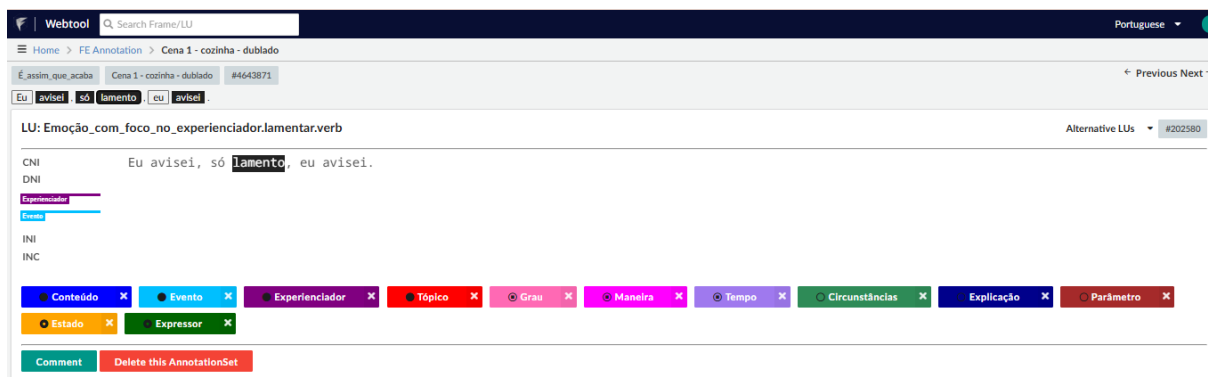 Webtool Search Frame/LU Portuguese
Home > FE Annotation > Cena 1 - cozinha - dublado
É_assim_que_acaba Cena 1 - cozinha - dublado #4643871 ← Previous Next
Eu avisei , só lamento , eu avisei .
LU: Emoção_com_foco_no_experienciador.lamentar.verb Alternative LUs #202580
CNI Eu avisei, só lamento, eu avisei.
DNI
Experienciador
Evento
INI
INC
Conteúdo × Evento × Experienciador × Tópico × Grau × Maneira × Tempo × Circunstâncias × Explicação × Parâmetro ×
Estado × Expressor ×
Comment Delete this AnnotationSet